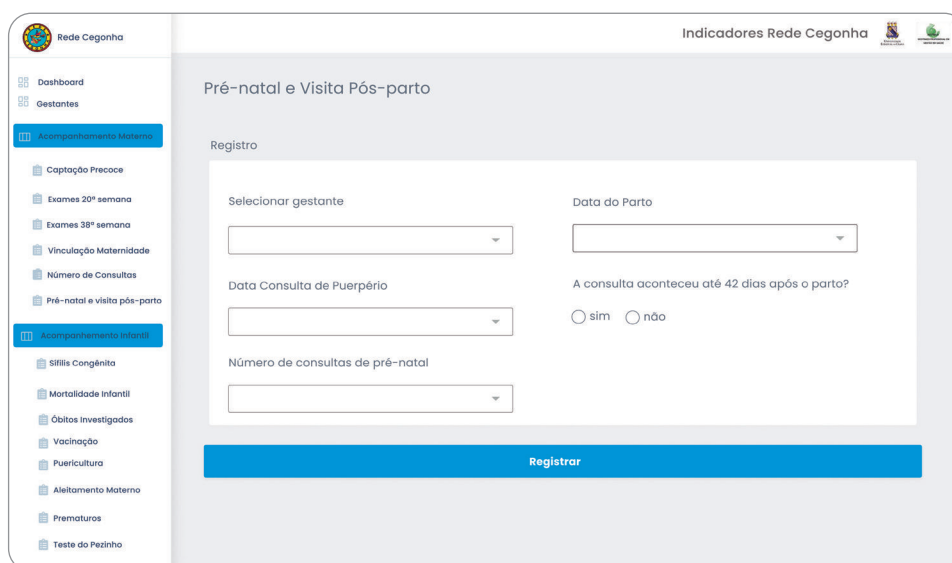 Rede Cegonha
Indicadores Rede Cegonha
Dashboard
Gestantes
Acompanhamento Materno
Captação Precoce
Exames 20ª semana
Exames 38ª semana
Vinculação Maternidade
Número de Consultas
Pré-natal e visita pós-parto
Acompanhemento Infantil
Sífilis Congênita
Mortalidade Infantil
Óbitos Investigados
Vacinação
Puericultura
Aleitamento Materno
Prematuros
Teste do Pezinho
Pré-natal e Visita Pós-parto
Registro
Selecionar gestante
Data do Parto
Data Consulta de Puerpério
A consulta aconteceu até 42 dias após o parto?
sim
não
Número de consultas de pré-natal
Registrar